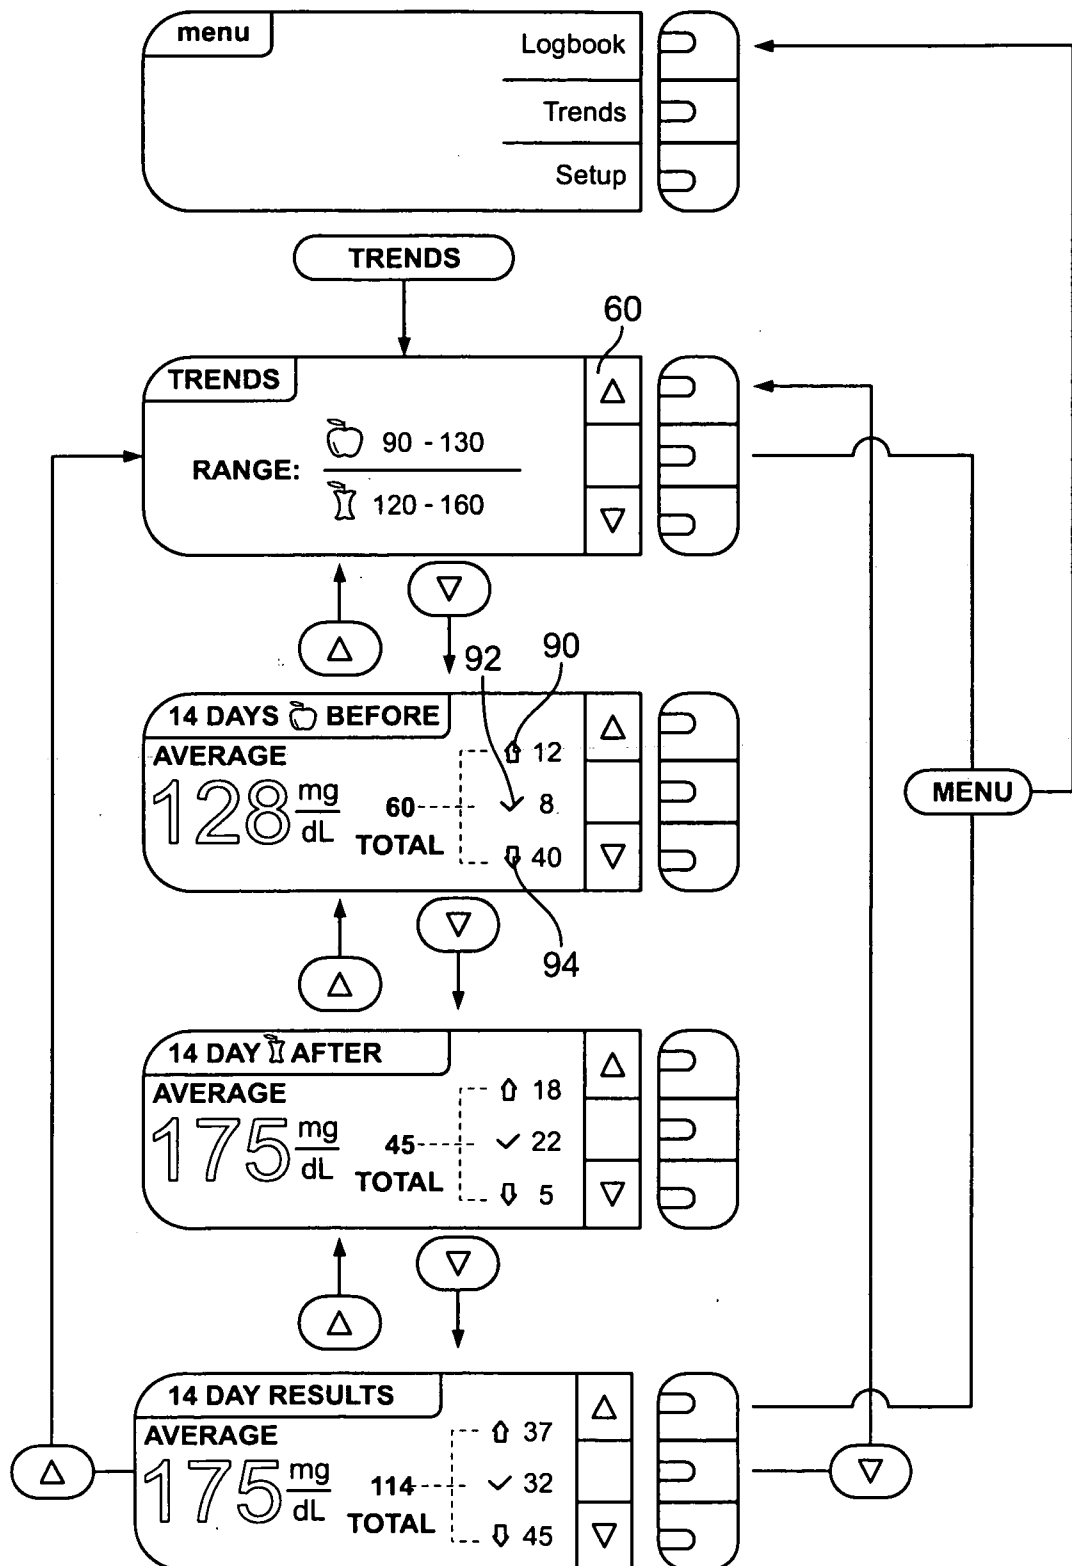 menu
Logbook
Trends
Setup
TRENDS
60
TRENDS
RANGE:
90 - 130
120 - 160
92
90
14 DAYS BEFORE
AVERAGE
128 mg
dL
60
TOTAL
12
8
40
94
MENU
14 DAY AFTER
AVERAGE
175 mg
dL
45
TOTAL
18
22
5
14 DAY RESULTS
AVERAGE
175 mg
dL
114
TOTAL
37
32
45